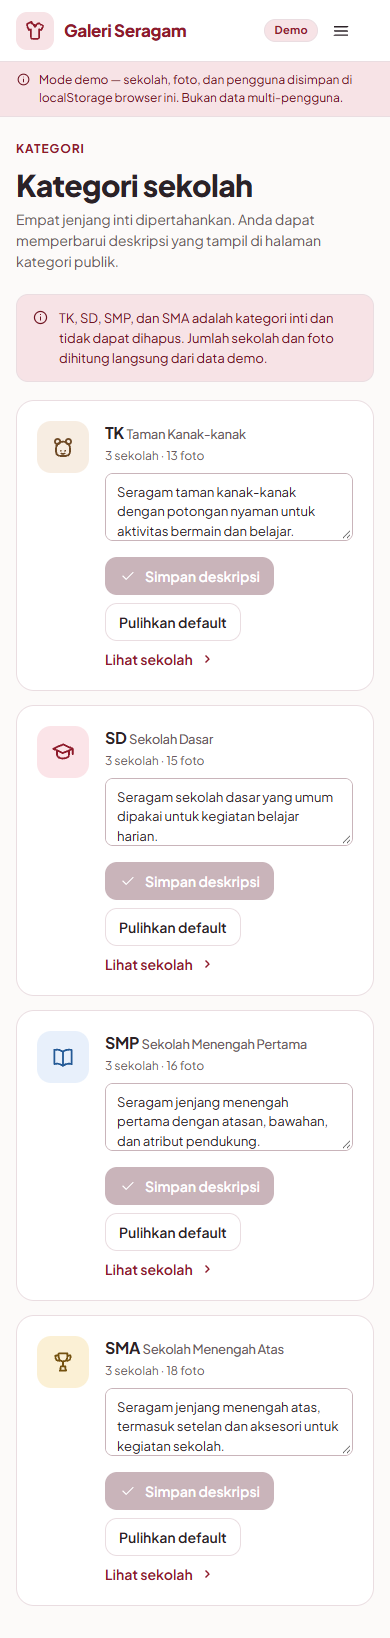 Galeri Seragam
Demo
Mode demo — sekolah, foto, dan pengguna disimpan di
localStorage browser ini. Bukan data multi-pengguna.
KATEGORI
Kategori sekolah
Empat jenjang inti dipertahankan. Anda dapat
memperbarui deskripsi yang tampil di halaman
kategori publik.
TK, SD, SMP, dan SMA adalah kategori inti dan
tidak dapat dihapus. Jumlah sekolah dan foto
dihitung langsung dari data demo.
TK Taman Kanak-kanak
3 sekolah · 13 foto
Seragam taman kanak-kanak
dengan potongan nyaman untuk
aktivitas bermain dan belajar.
Simpan deskripsi
Pulihkan default
Lihat sekolah
SD Sekolah Dasar
3 sekolah · 15 foto
Seragam sekolah dasar yang umum
dipakai untuk kegiatan belajar
harian.
Simpan deskripsi
Pulihkan default
Lihat sekolah
SMP Sekolah Menengah Pertama
3 sekolah · 16 foto
Seragam jenjang menengah
pertama dengan atasan, bawahan,
dan atribut pendukung.
Simpan deskripsi
Pulihkan default
Lihat sekolah
SMA Sekolah Menengah Atas
3 sekolah · 18 foto
Seragam jenjang menengah atas,
termasuk setelan dan aksesori untuk
kegiatan sekolah.
Simpan deskripsi
Pulihkan default
Lihat sekolah